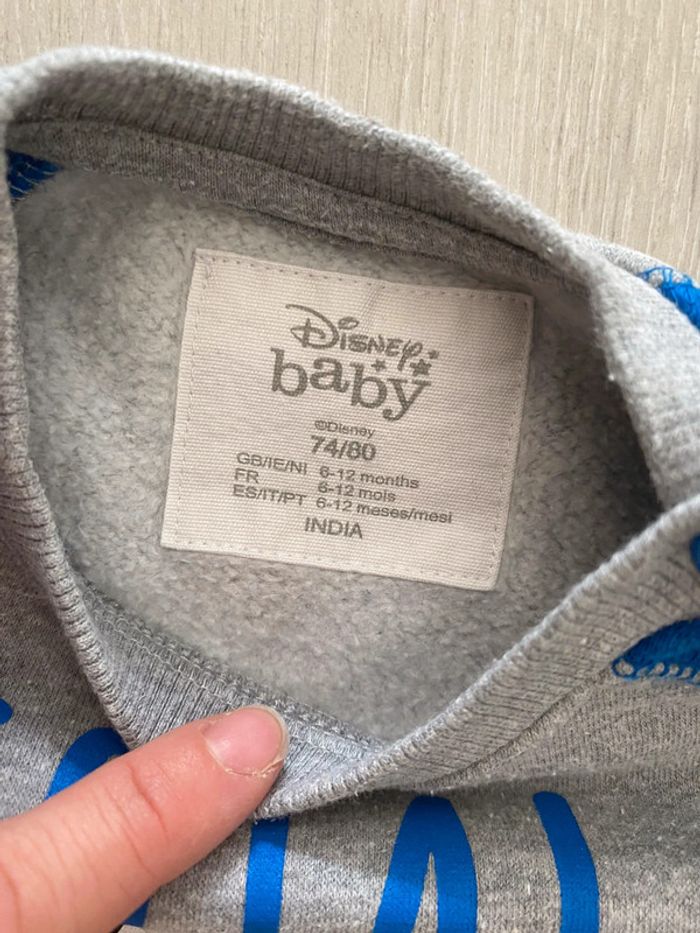 Disney
baby
©Disney
74/80
GB/IE/NI 6-12 months
FR 6-12 mois
ES/IT/PT 6-12 meses/mesi
INDIA